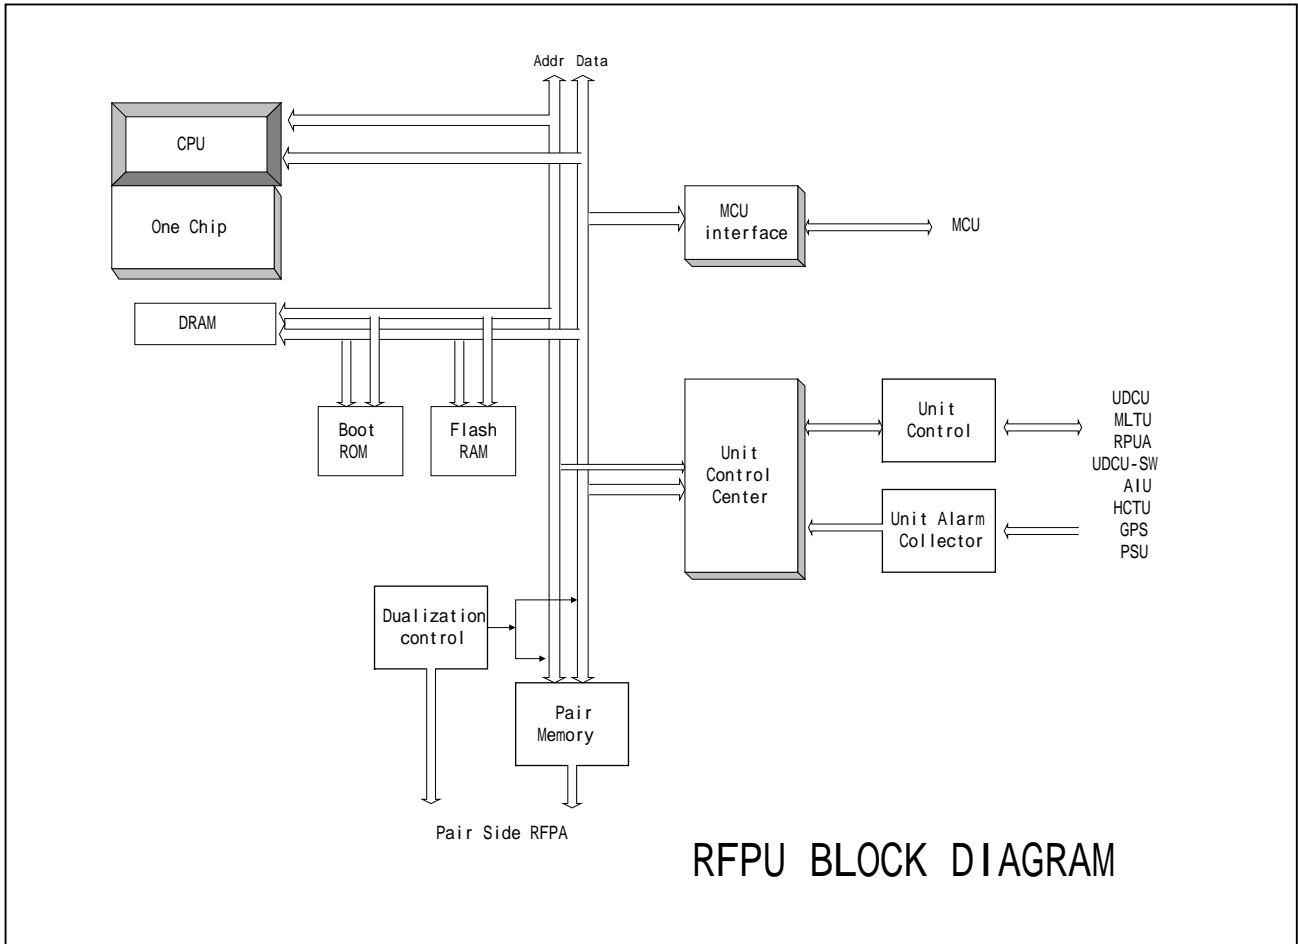 Addr Data
CPU
One Chip
MCU
interface
MCU
DRAM
Boot
ROM
Flash
RAM
Unit
Control
Center
Unit
Control
Unit Alarm
Collector
UDCU
MLTU
RPUA
UDCU-SW
AIU
HCTU
GPS
PSU
Dualization
control
Pair
Memory
Pair Side RFPA
RFPU BLOCK DIAGRAM